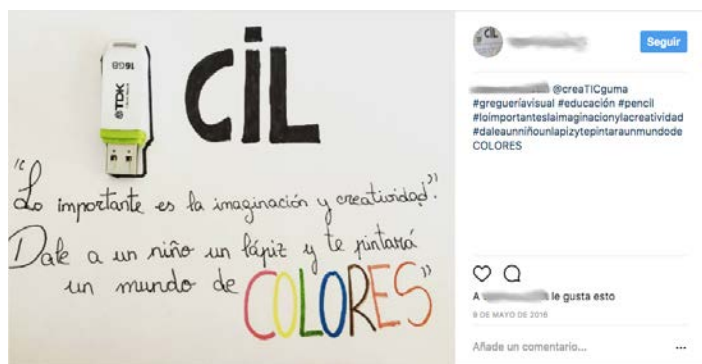 16GB
TDK
CiL
"Lo importante es la imaginación y creatividad".
Dale a un niño un lápiz y te pintará
un mundo de COLORES"
Seguir
@creaTICguma
#gregueríavisual #educación #pencil
#loimportanteslaimaginacionylacreatividad
#daleaunniñounlapizytepintaraunmundode
COLORES
A le gusta esto
9 DE MAYO DE 2016
Añade un comentario...